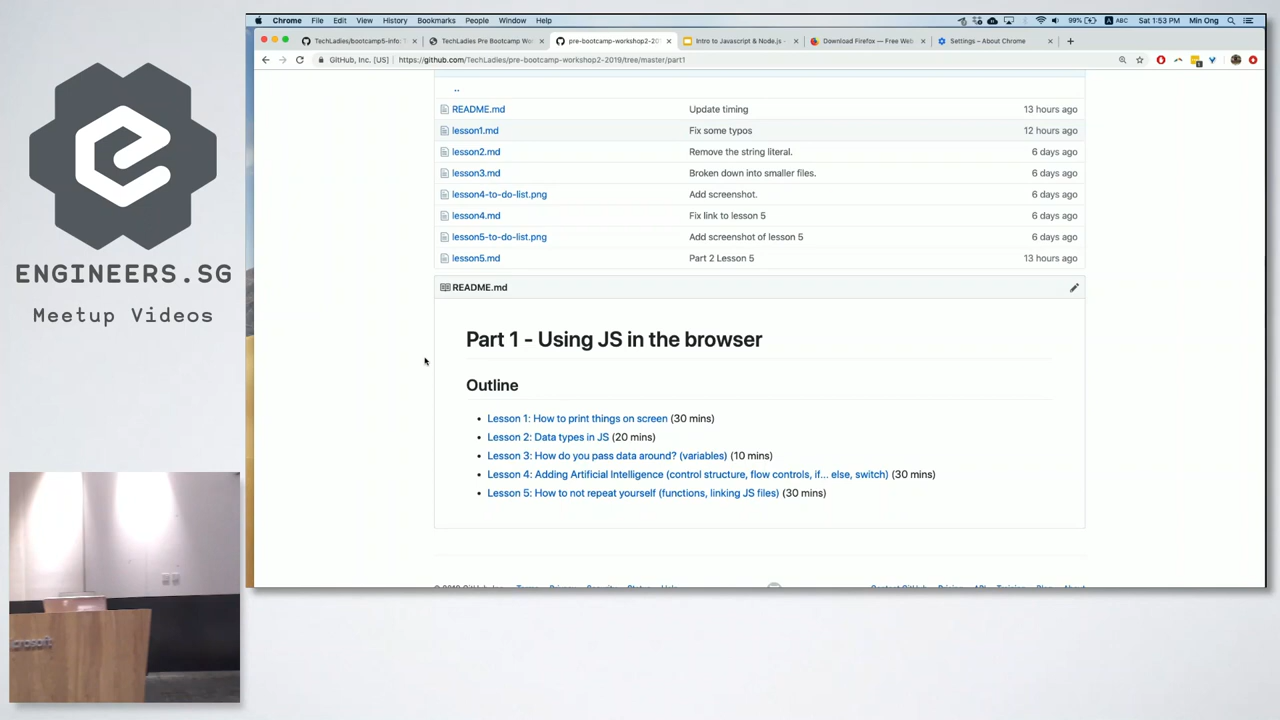 Chrome File Edit View History Bookmarks People Window Help
99% ABC Sat 1:53 PM Min Ong
TechLadies/bootcamp5-info: T
TechLadies Pre Bootcamp Wo
pre-bootcamp-workshop2-201
Intro to Javascript & Node.js -
Download Firefox — Free Web
Settings – About Chrome
GitHub, Inc. [US] https://github.com/TechLadies/pre-bootcamp-workshop2-2019/tree/master/part1
..
README.md Update timing 13 hours ago
lesson1.md Fix some typos 12 hours ago
lesson2.md Remove the string literal. 6 days ago
lesson3.md Broken down into smaller files. 6 days ago
lesson4-to-do-list.png Add screenshot. 6 days ago
lesson4.md Fix link to lesson 5 6 days ago
lesson5-to-do-list.png Add screenshot of lesson 5 6 days ago
lesson5.md Part 2 Lesson 5 13 hours ago
README.md
Part 1 - Using JS in the browser
Outline
• Lesson 1: How to print things on screen (30 mins)
• Lesson 2: Data types in JS (20 mins)
• Lesson 3: How do you pass data around? (variables) (10 mins)
• Lesson 4: Adding Artificial Intelligence (control structure, flow controls, if... else, switch) (30 mins)
• Lesson 5: How to not repeat yourself (functions, linking JS files) (30 mins)
ENGINEERS.SG
Meetup Videos